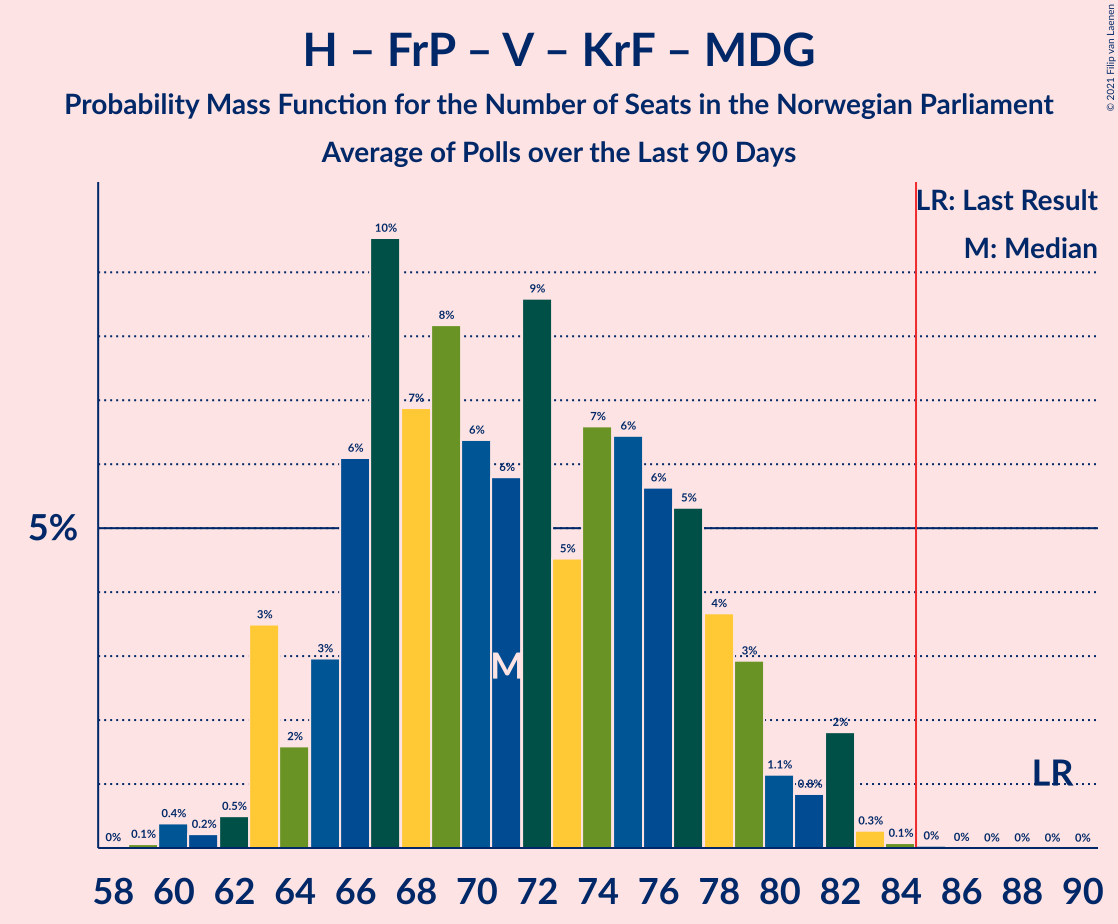 H – FrP – V – KrF – MDG
Probability Mass Function for the Number of Seats in the Norwegian Parliament
Average of Polls over the Last 90 Days
© 2021 Filip van Laenen
LR: Last Result
M: Median
5%
0% 0.1% 0.4% 0.2% 0.5% 3% 2% 3% 6% 10% 7% 8% 6% 6% 9% 5% 7% 6% 6% 5% 4% 3% 1.1% 0.8% 2% 0.3% 0.1% 0% 0% 0% 0% 0% 0%
M
LR
58 60 62 64 66 68 70 72 74 76 78 80 82 84 86 88 90